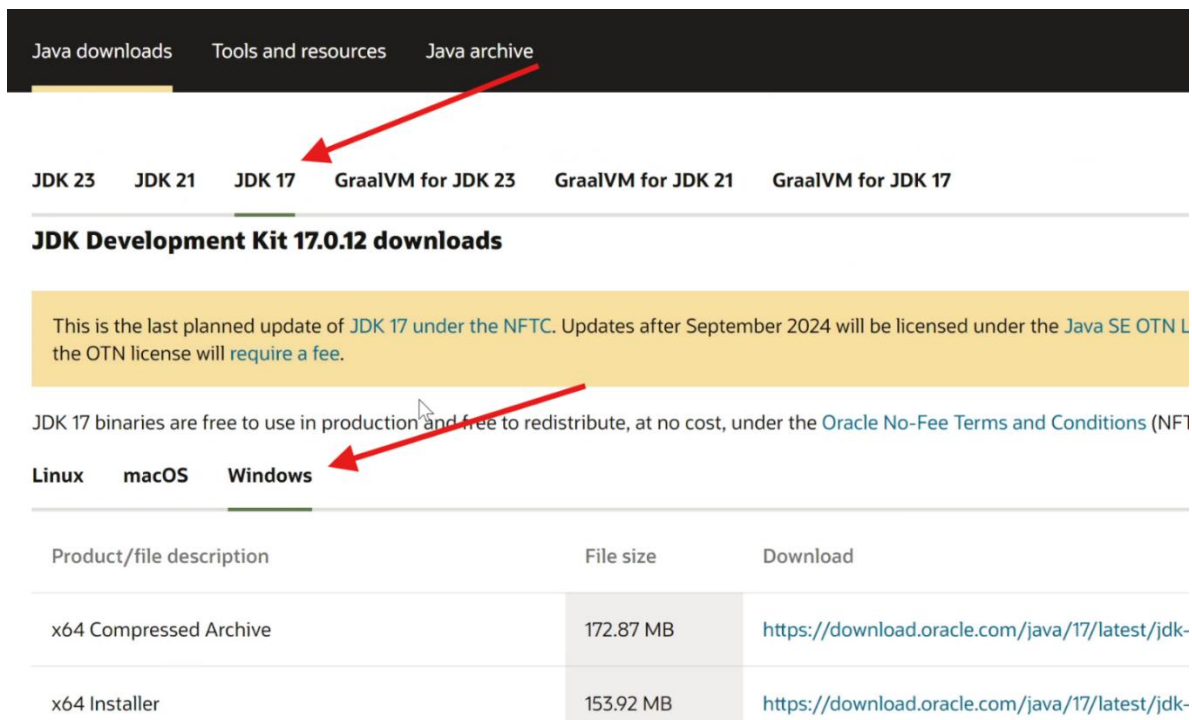 Java downloads Tools and resources Java archive
JDK 23 JDK 21 JDK 17 GraalVM for JDK 23 GraalVM for JDK 21 GraalVM for JDK 17
JDK Development Kit 17.0.12 downloads
This is the last planned update of JDK 17 under the NFTC. Updates after September 2024 will be licensed under the Java SE OTN L
the OTN license will require a fee.
JDK 17 binaries are free to use in production and free to redistribute, at no cost, under the Oracle No-Fee Terms and Conditions (NFT
Linux macOS Windows
Product/file description File size Download
x64 Compressed Archive 172.87 MB https://download.oracle.com/java/17/latest/jdk-
x64 Installer 153.92 MB https://download.oracle.com/java/17/latest/jdk-